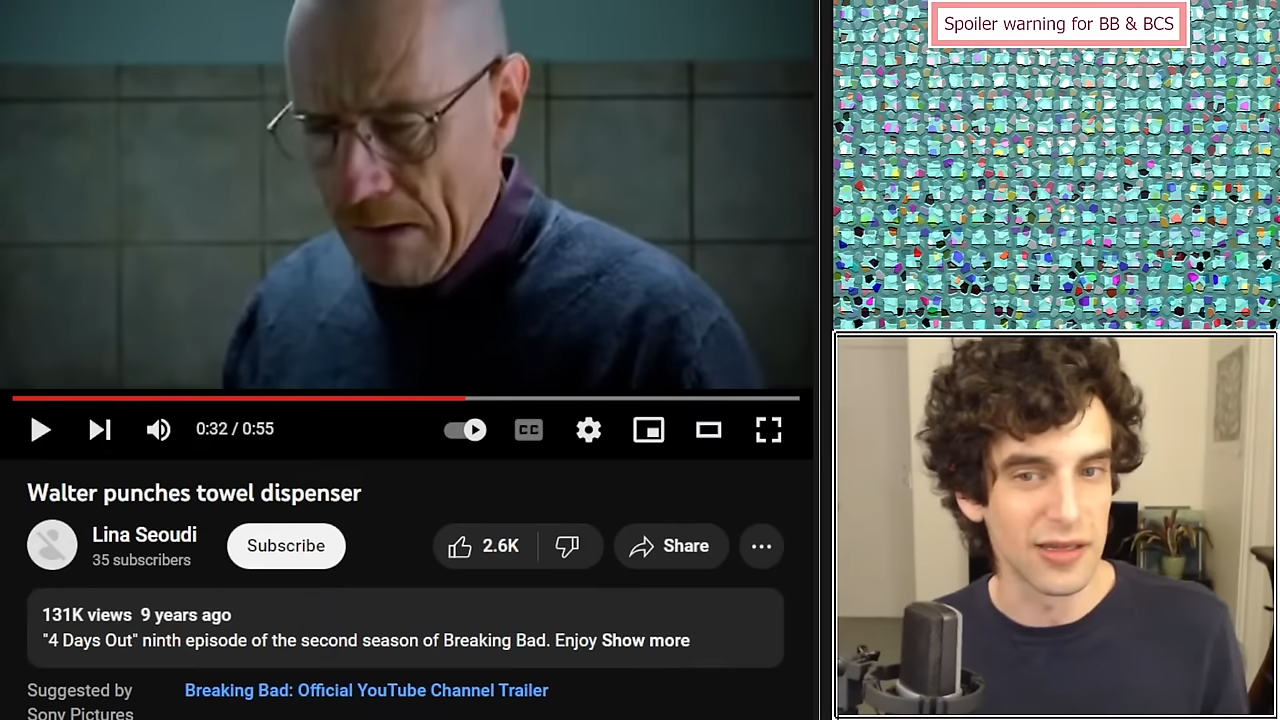 Spoiler warning for BB & BCS
0:32 / 0:55
CC
Walter punches towel dispenser
Lina Seoudi
35 subscribers
Subscribe
2.6K
Share
131K views 9 years ago
"4 Days Out" ninth episode of the second season of Breaking Bad. Enjoy Show more
Suggested by
Sony Pictures
Breaking Bad: Official YouTube Channel Trailer